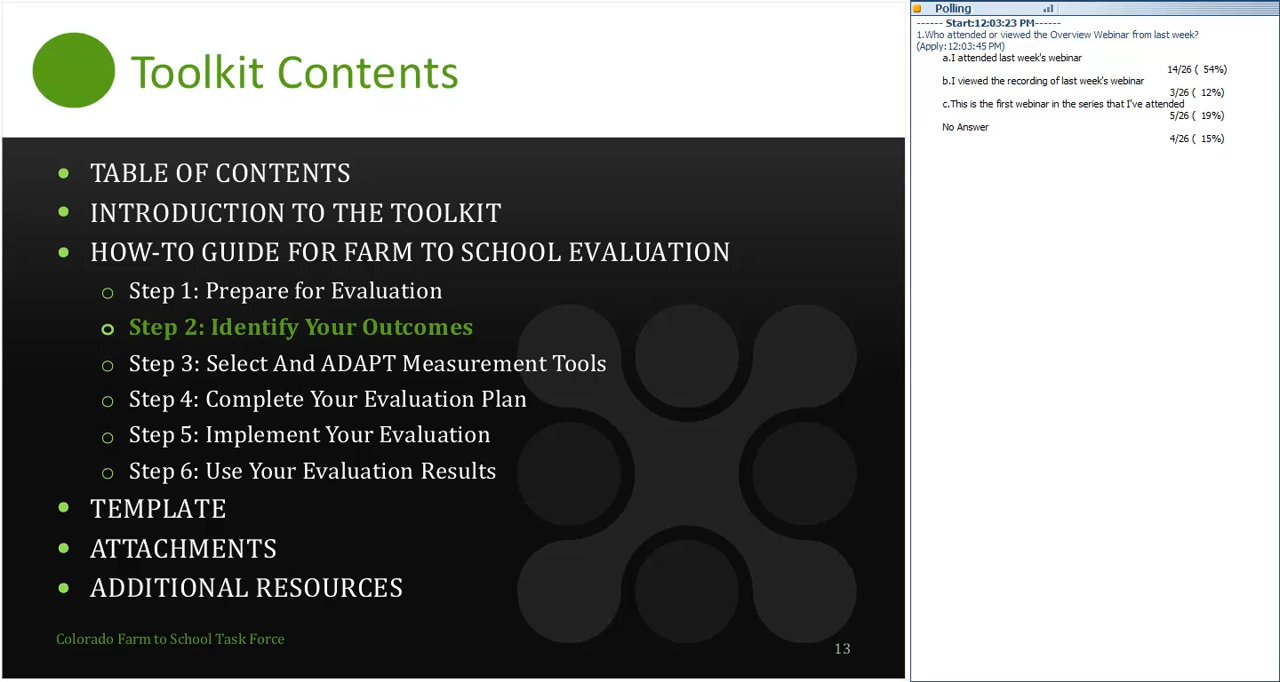 Toolkit Contents
TABLE OF CONTENTS
INTRODUCTION TO THE TOOLKIT
HOW-TO GUIDE FOR FARM TO SCHOOL EVALUATION
Step 1: Prepare for Evaluation
Step 2: Identify Your Outcomes
Step 3: Select And ADAPT Measurement Tools
Step 4: Complete Your Evaluation Plan
Step 5: Implement Your Evaluation
Step 6: Use Your Evaluation Results
TEMPLATE
ATTACHMENTS
ADDITIONAL RESOURCES
Colorado Farm to School Task Force
13
Polling
------ Start:12:03:23 PM------
1.Who attended or viewed the Overview Webinar from last week?
(Apply:12:03:45 PM)
a.I attended last week's webinar
14/26 ( 54%)
b.I viewed the recording of last week's webinar
3/26 ( 12%)
c.This is the first webinar in the series that I've attended
5/26 ( 19%)
No Answer
4/26 ( 15%)